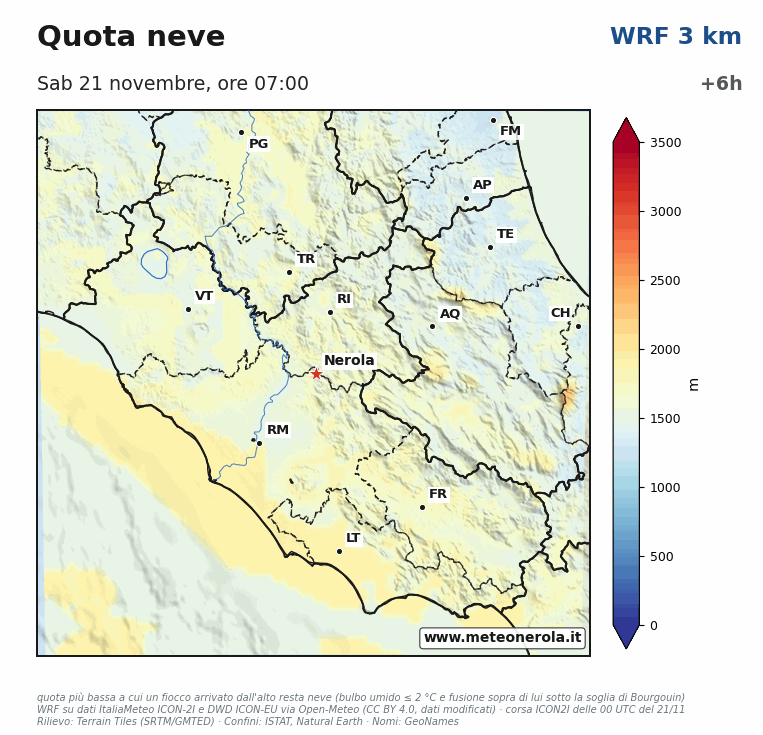 Quota neve
WRF 3 km
Sab 21 novembre, ore 07:00
+6h
FM
PG
AP
TE
TR
VT
RI
AQ
CH
Nerola
RM
FR
LT
www.meteonerola.it
3500
3000
2500
2000
1500
1000
500
0
m
quota più bassa a cui un fiocco arrivato dall'alto resta neve (bulbo umido ≤ 2 °C e fusione sopra di lui sotto la soglia di Bourgouin)
WRF su dati ItaliaMeteo ICON-2I e DWD ICON-EU via Open-Meteo (CC BY 4.0, dati modificati) · corsa ICON2I delle 00 UTC del 21/11
Rilievo: Terrain Tiles (SRTM/GMTED) · Confini: ISTAT, Natural Earth · Nomi: GeoNames